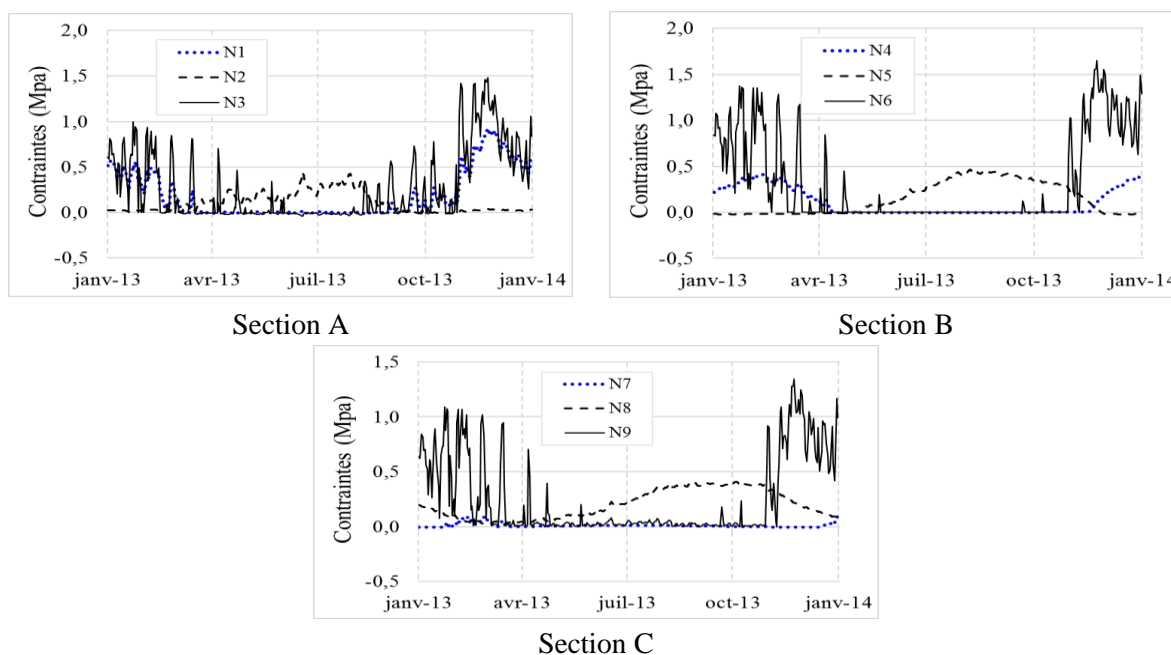 2,0
1,5
1,0
0,5
0,0
-0,5
Contraintes (Mpa)
N1
N2
N3
janv-13
avr-13
juil-13
oct-13
janv-14
Section A
2,0
1,5
1,0
0,5
0,0
-0,5
Contraintes (Mpa)
N4
N5
N6
janv-13
avr-13
juil-13
oct-13
janv-14
Section B
1,5
1,0
0,5
0,0
-0,5
Contraintes (Mpa)
N7
N8
N9
janv-13
avr-13
juil-13
oct-13
janv-14
Section C